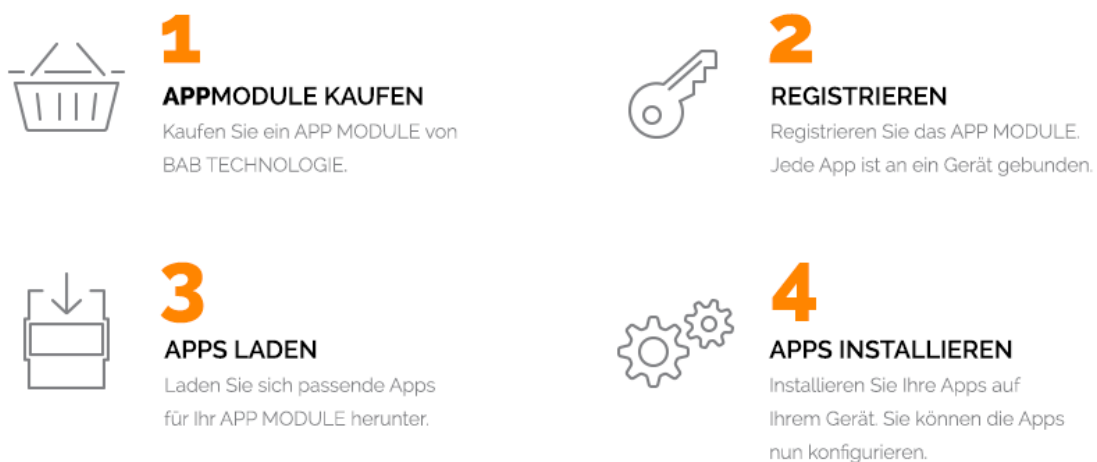 1
APPMODULE KAUFEN
Kaufen Sie ein APP MODULE von
BAB TECHNOLOGIE.
2
REGISTRIEREN
Registrieren Sie das APP MODULE.
Jede App ist an ein Gerät gebunden.
3
APPS LADEN
Laden Sie sich passende Apps
für Ihr APP MODULE herunter.
4
APPS INSTALLIEREN
Installieren Sie Ihre Apps auf
Ihrem Gerät. Sie können die Apps
nun konfigurieren.